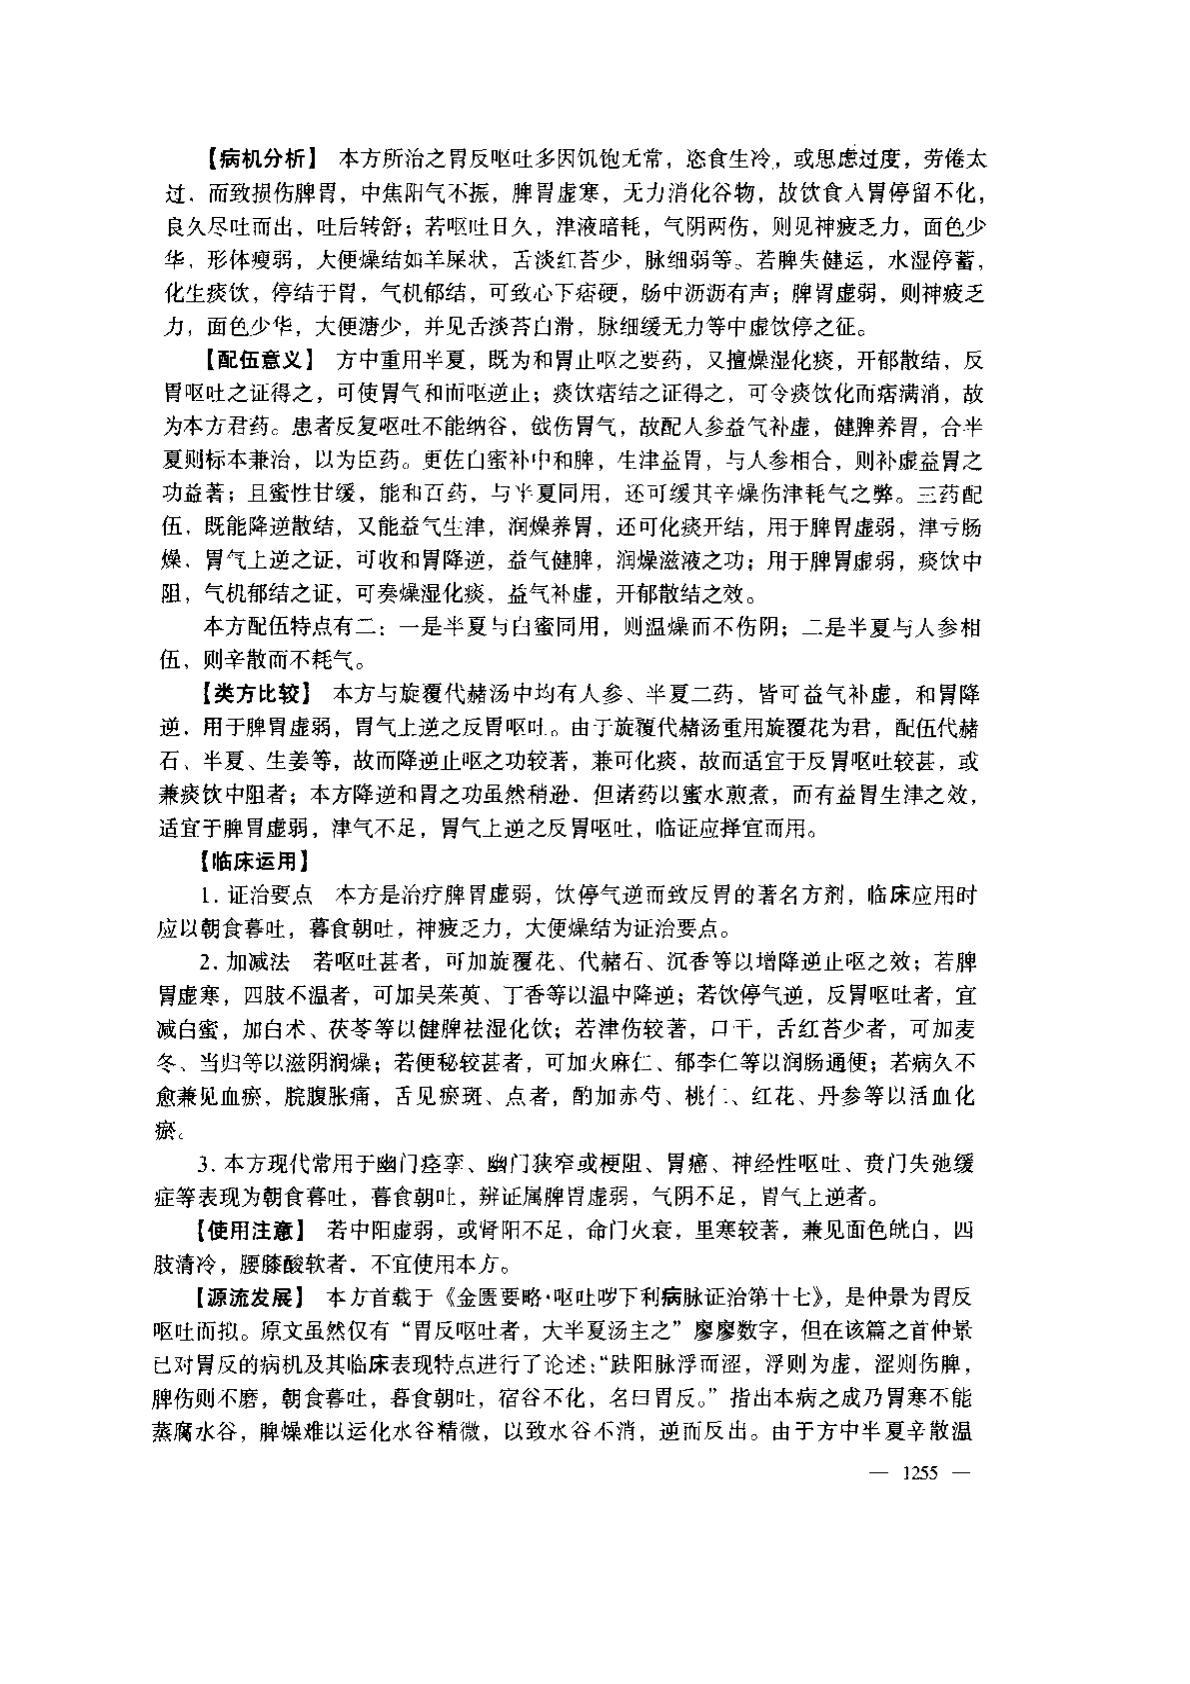 【病机分析】 本方所治之胃反呕吐多因饥饱无常，恣食生冷，或思虑过度，劳倦太
过，而致损伤脾胃，中焦阳气不振，脾胃虚寒，无力消化谷物，故饮食入胃停留不化，
良久尽吐而出，吐后转舒；若呕吐日久，津液暗耗，气阴两伤，则见神疲乏力，面色少
华，形体瘦弱，大便燥结如羊屎状，舌淡红苔少，脉细弱等。若脾失健运，水湿停蓄，
化生痰饮，停结于胃，气机郁结，可致心下痞硬，肠中沥沥有声；脾胃虚弱，则神疲乏
力，面色少华，大便溏少，并见舌淡苔白滑，脉细缓无力等中虚饮停之征。
【配伍意义】 方中重用半夏，既为和胃止呕之要药，又擅燥湿化痰，开郁散结，反
胃呕吐之证得之，可使胃气和而呕逆止；痰饮痞结之证得之，可令痰饮化而痞满消，故
为本方君药。患者反复呕吐不能纳谷，戗伤胃气，故配人参益气补虚，健脾养胃，合半
夏则标本兼治，以为臣药。更佐白蜜补中和脾，生津益胃，与人参相合，则补虚益胃之
功益著；且蜜性甘缓，能和百药，与半夏同用，还可缓其辛燥伤津耗气之弊。三药配
伍，既能降逆散结，又能益气生津，润燥养胃，还可化痰开结，用于脾胃虚弱，津亏肠
燥，胃气上逆之证，可收和胃降逆，益气健脾，润燥滋液之功；用于脾胃虚弱，痰饮中
阻，气机郁结之证，可奏燥湿化痰，益气补虚，开郁散结之效。
本方配伍特点有二：一是半夏与白蜜同用，则温燥而不伤阴；二是半夏与人参相
伍，则辛散而不耗气。
【类方比较】 本方与旋覆代赭汤中均有人参、半夏二药，皆可益气补虚，和胃降
逆，用于脾胃虚弱，胃气上逆之反胃呕吐。由于旋覆代赭汤重用旋覆花为君，配伍代赭
石、半夏、生姜等，故而降逆止呕之功较著，兼可化痰，故而适宜于反胃呕吐较甚，或
兼痰饮中阻者；本方降逆和胃之功虽然稍逊，但诸药以蜜水煎煮，而有益胃生津之效，
适宜于脾胃虚弱，津气不足，胃气上逆之反胃呕吐，临证应择宜而用。
【临床运用】
1. 证治要点 本方是治疗脾胃虚弱，饮停气逆而致反胃的著名方剂，临床应用时
应以朝食暮吐，暮食朝吐，神疲乏力，大便燥结为证治要点。
2. 加减法 若呕吐甚者，可加旋覆花、代赭石、沉香等以增降逆止呕之效；若脾
胃虚寒，四肢不温者，可加吴茱萸、丁香等以温中降逆；若饮停气逆，反胃呕吐者，宜
减白蜜，加白术、茯苓等以健脾祛湿化饮；若津伤较著，口干，舌红苔少者，可加麦
冬、当归等以滋阴润燥；若便秘较甚者，可加火麻仁、郁李仁等以润肠通便；若病久不
愈兼见血瘀，脘腹胀痛，舌见瘀斑、点者，酌加赤芍、桃仁、红花、丹参等以活血化
瘀。
3. 本方现代常用于幽门痉挛、幽门狭窄或梗阻、胃癌、神经性呕吐、贲门失弛缓
症等表现为朝食暮吐，暮食朝吐，辨证属脾胃虚弱，气阴不足，胃气上逆者。
【使用注意】 若中阳虚弱，或肾阳不足，命门火衰，里寒较著，兼见面色㿠白，四
肢清冷，腰膝酸软者，不宜使用本方。
【源流发展】 本方首载于《金匮要略·呕吐哕下利病脉证治第十七》，是仲景为胃反
呕吐而拟。原文虽然仅有“胃反呕吐者，大半夏汤主之”廖廖数字，但在该篇之首仲景
已对胃反的病机及其临床表现特点进行了论述：“趺阳脉浮而涩，浮则为虚，涩则伤脾，
脾伤则不磨，朝食暮吐，暮食朝吐，宿谷不化，名曰胃反。”指出本病之成乃胃寒不能
蒸腐水谷，脾燥难以运化水谷精微，以致水谷不消，逆而反出。由于方中半夏辛散温
— 1255 —